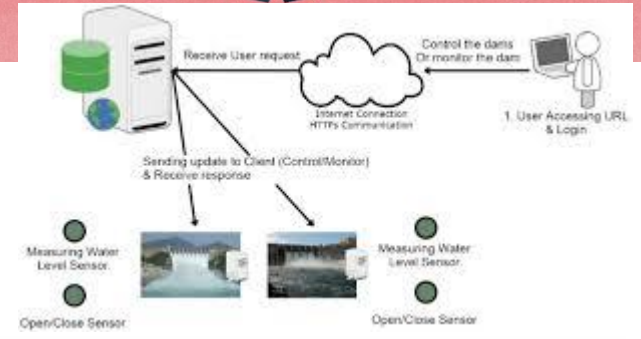 Control the dams
Or monitor the dam
Receive User request
Internet Connection
HTTPs Communication
1. User Accessing URL
& Login
Sending update to Client (Control/Monitor)
& Receive response
Measuring Water
Level Sensor.
Open/Close Sensor
Measuring Water
Level Sensor.
Open/Close Sensor